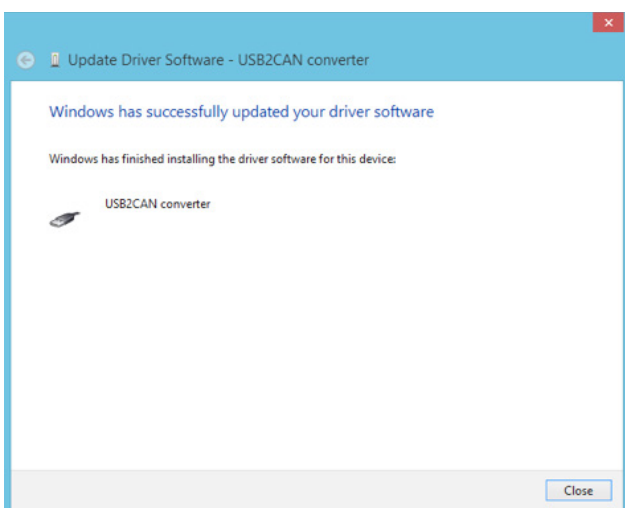 Update Driver Software - USB2CAN converter
Windows has successfully updated your driver software
Windows has finished installing the driver software for this device:
USB2CAN converter
Close